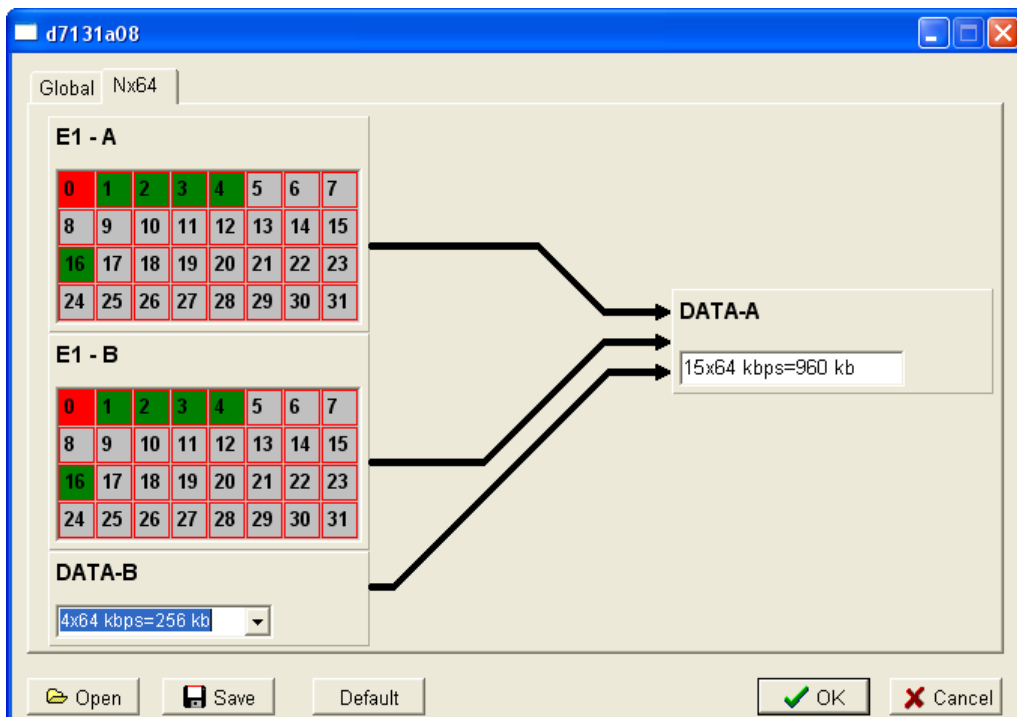 d7131a08
Global Nx64
E1 - A
0 1 2 3 4 5 6 7
8 9 10 11 12 13 14 15
16 17 18 19 20 21 22 23
24 25 26 27 28 29 30 31
E1 - B
0 1 2 3 4 5 6 7
8 9 10 11 12 13 14 15
16 17 18 19 20 21 22 23
24 25 26 27 28 29 30 31
DATA-B
4x64 kbps=256 kb
DATA-A
15x64 kbps=960 kb
Open Save Default OK Cancel